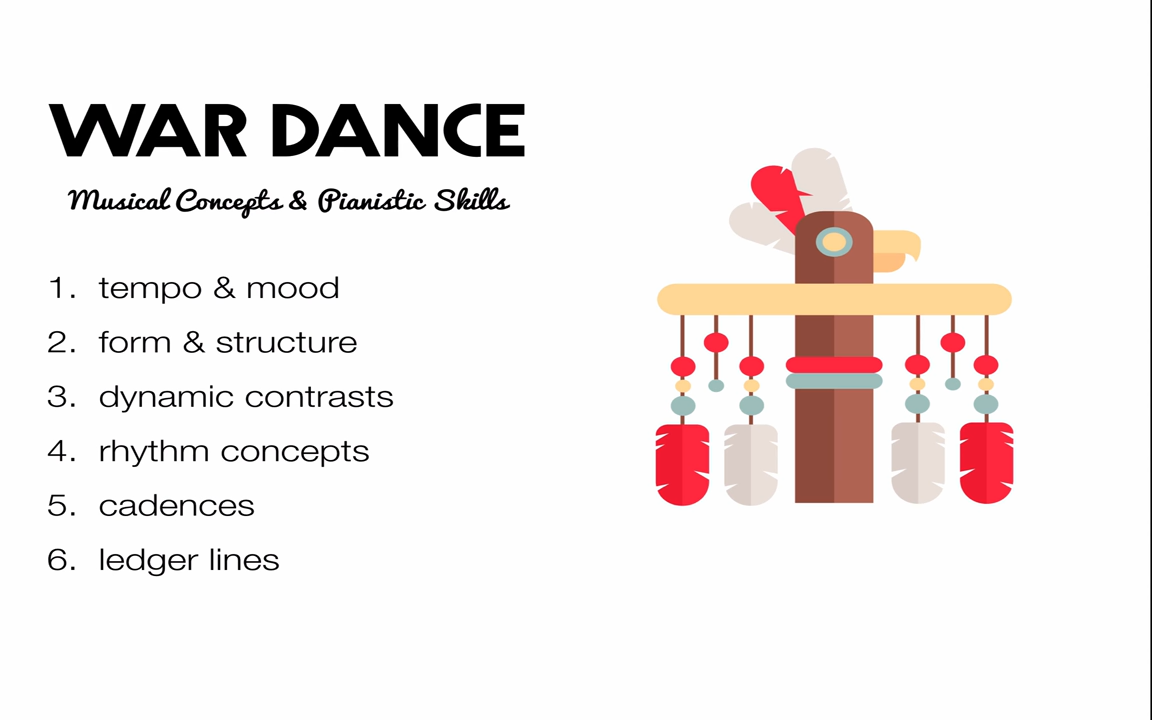 WAR DANCE
Musical Concepts & Pianistic Skills
1. tempo & mood
2. form & structure
3. dynamic contrasts
4. rhythm concepts
5. cadences
6. ledger lines